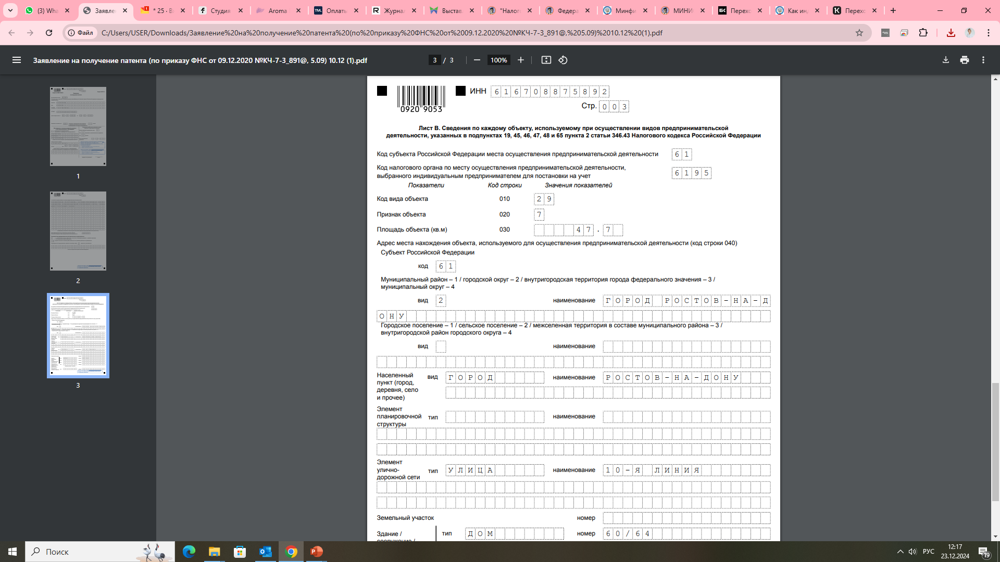 (3) Wha
Заявле
* 25 · В
Студия
Aroma
Оплать
Журна
Выстав
"Налог
Федера
Минфи
МИНИ
Перехо
Как ин
Перехо
Файл
C:/Users/USER/Downloads/Заявление%20на%20получение%20патента%20(по%20приказу%20ФНС%20от%2009.12.2020%20№КЧ-7-3_891@,%205.09)%2010.12%20(1).pdf
Заявление на получение патента (по приказу ФНС от 09.12.2020 №КЧ-7-3_891@, 5.09) 10.12 (1).pdf
3 / 3
100%
1
2
3
0920 9053
ИНН 616708875892
Стр. 003
Лист В. Сведения по каждому объекту, используемому при осуществлении видов предпринимательской
деятельности, указанных в подпунктах 19, 45, 46, 47, 48 и 65 пункта 2 статьи 346.43 Налогового кодекса Российской Федерации
Код субъекта Российской Федерации места осуществления предпринимательской деятельности 61
Код налогового органа по месту осуществления предпринимательской деятельности,
выбранного индивидуальным предпринимателем для постановки на учет 6195
Показатели Код строки Значения показателей
Код вида объекта 010 29
Признак объекта 020 7
Площадь объекта (кв.м) 030 47.7
Адрес места нахождения объекта, используемого для осуществления предпринимательской деятельности (код строки 040)
Субъект Российской Федерации
код 61
Муниципальный район – 1 / городской округ – 2 / внутригородская территория города федерального значения – 3 /
муниципальный округ – 4
вид 2 наименование ГОРОД РОСТОВ-НА-Д
ОНУ
Городское поселение – 1 / сельское поселение – 2 / межселенная территория в составе муниципального района – 3 /
внутригородской район городского округа – 4
вид наименование
Населенный
пункт (город,
деревня, село
и прочее)
вид ГОРОД наименование РОСТОВ-НА-ДОНУ
Элемент
планировочной
структуры
тип наименование
Элемент
улично-
дорожной сети
тип УЛИЦА наименование 10-Я ЛИНИЯ
Земельный участок номер
Здание /
сооружение /
тип ДОМ номер 60/64
Поиск
РУС
12:17
23.12.2024
19